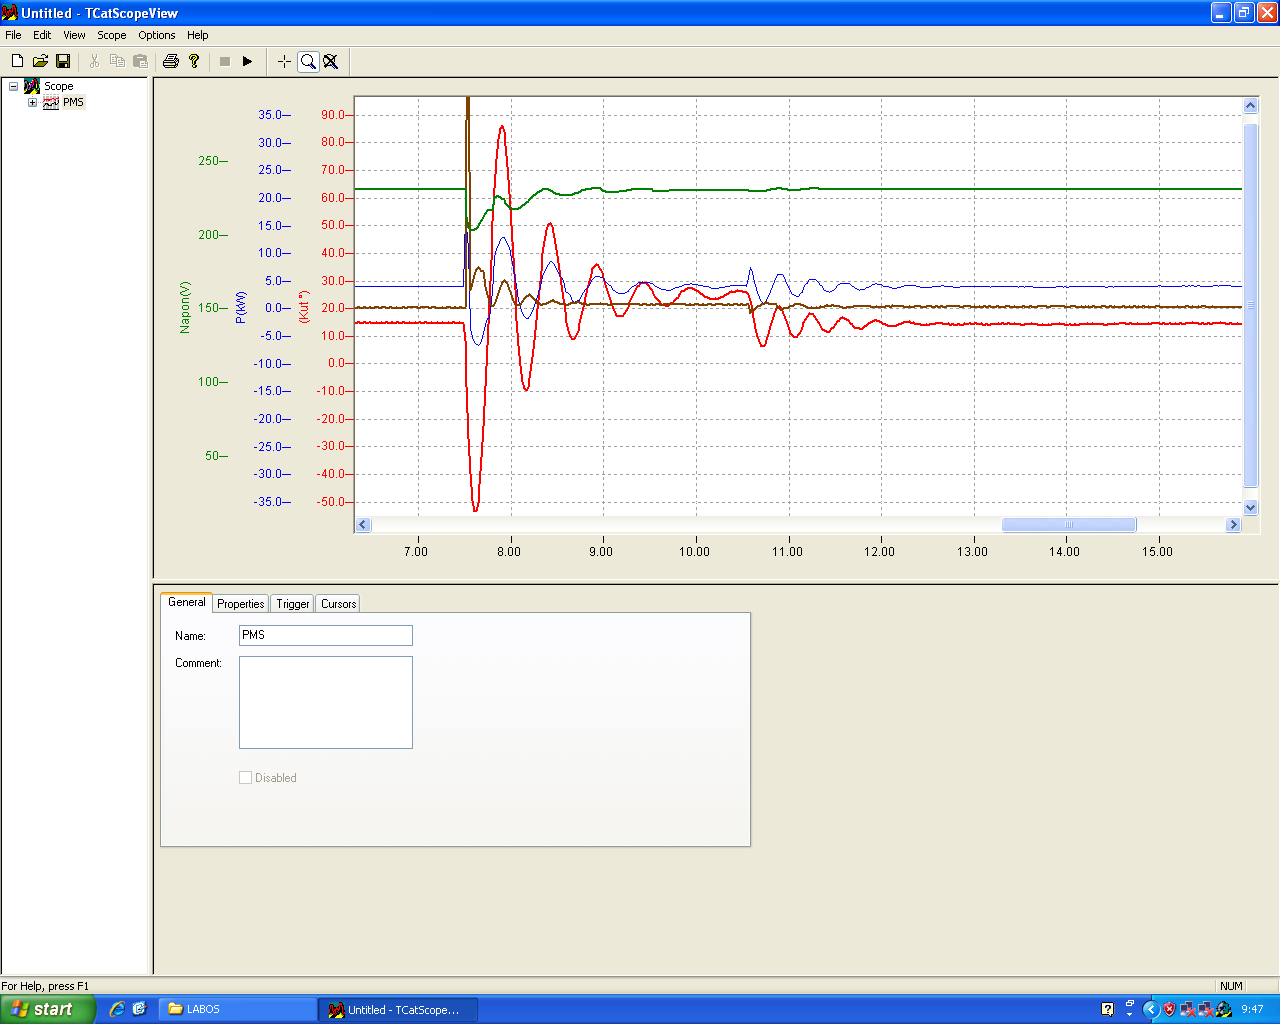 Untitled - TCatScopeView
File Edit View Scope Options Help
Scope
PMS
35.0 90.0
30.0 80.0
250 25.0 70.0
20.0 60.0
200 15.0 50.0
10.0 40.0
5.0 30.0
150 0.0 20.0
-5.0 10.0
-10.0 0.0
100 -15.0 -10.0
-20.0 -20.0
50 -25.0 -30.0
-30.0 -40.0
-35.0 -50.0
Napon(V)
P(kW)
(Kut °)
7.00 8.00 9.00 10.00 11.00 12.00 13.00 14.00 15.00
General Properties Trigger Cursors
Name: PMS
Comment:
Disabled
For Help, press F1 NUM
start LABOS Untitled - TCatScope... 9:47